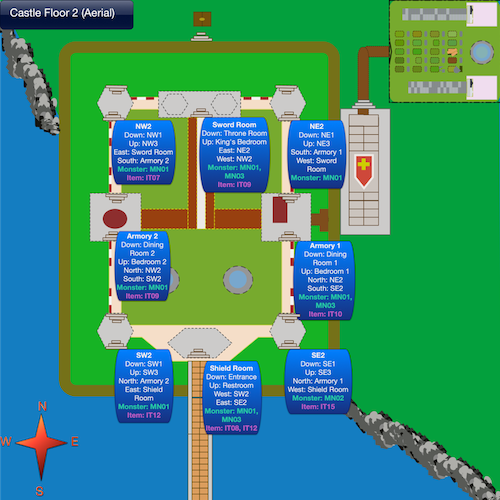 Castle Floor 2 (Aerial)
NW2
Down: NW1
Up: NW3
East: Sword Room
South: Armory 2
Monster: MN01
Item: IT07
Sword Room
Down: Throne Room
Up: King's Bedroom
East: NE2
West: NW2
Monster: MN01,
MN03
Item: IT09
NE2
Down: NE1
Up: NE3
South: Armory 1
West: Sword
Room
Monster: MN01
Armory 2
Down: Dining
Room 2
Up: Bedroom 2
North: NW2
South: SW2
Monster: MN01
Item: IT09
Armory 1
Down: Dining
Room 1
Up: Bedroom 1
North: NE2
South: SE2
Monster: MN01,
MN03
Item: IT10
SW2
Down: SW1
Up: SW3
North: Armory 2
East: Shield
Room
Monster: MN01
Item: IT12
Shield Room
Down: Entrance
Up: Restroom
West: SW2
East: SE2
Monster: MN01,
MN03
Item: IT08, IT12
SE2
Down: SE1
Up: SE3
North: Armory 1
West: Shield Room
Monster: MN02
Item: IT15
N
W E
S